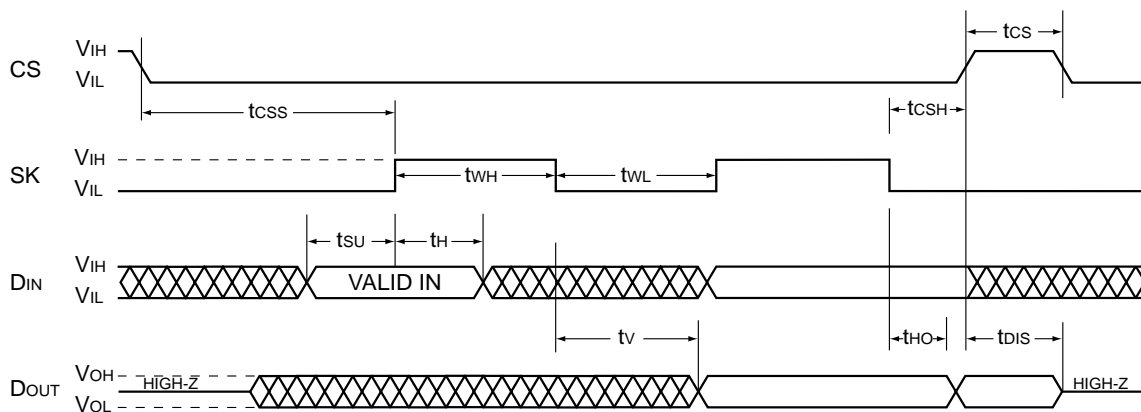 tCS
VIH
CS
VIL
tCSS
tCSH
VIH
SK
tWH
tWL
VIL
tSU
tH
VIH
DIN
VALID IN
VIL
tV
tHO
tDIS
VOH
DOUT
HIGH-Z
HIGH-Z
VOL